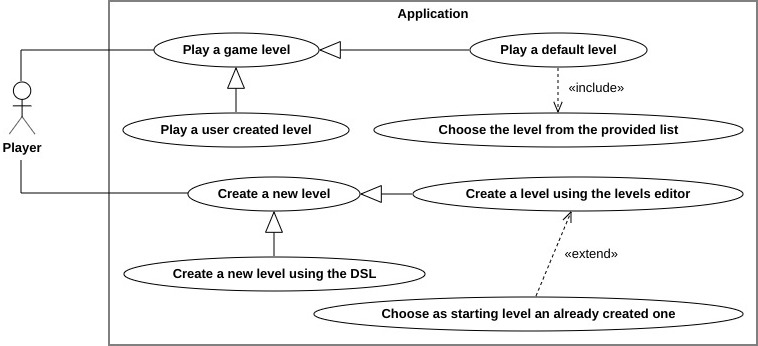 Application
Play a game level
Play a default level
«include»
Play a user created level
Choose the level from the provided list
Player
Create a new level
Create a level using the levels editor
«extend»
Create a new level using the DSL
Choose as starting level an already created one